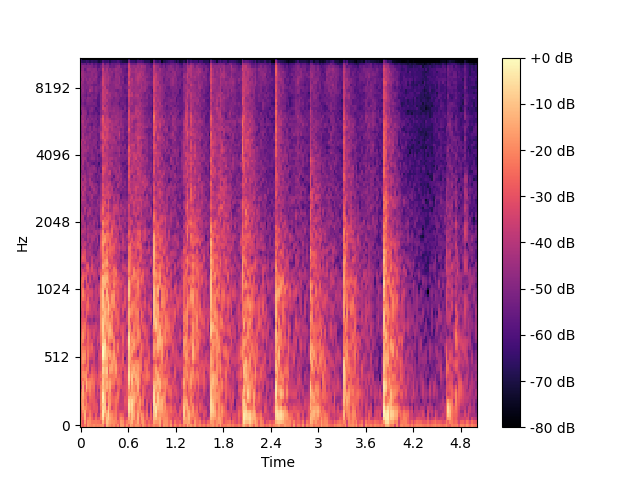 8192
4096
2048
1024
512
0
Hz
0 0.6 1.2 1.8 2.4 3 3.6 4.2 4.8
Time
+0 dB
-10 dB
-20 dB
-30 dB
-40 dB
-50 dB
-60 dB
-70 dB
-80 dB